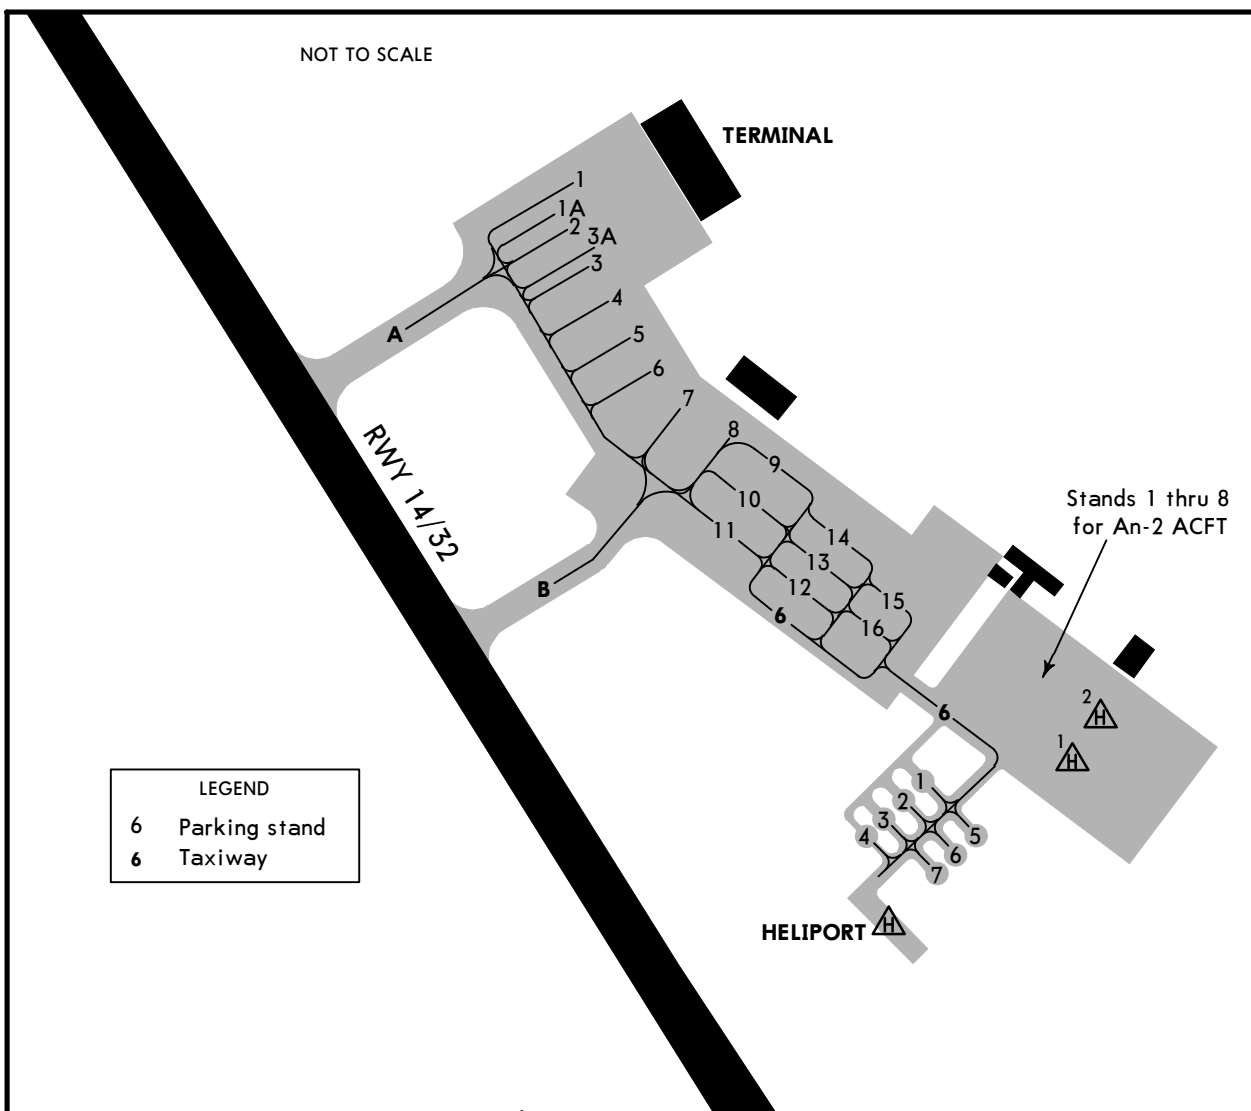 NOT TO SCALE
TERMINAL
1
1A
2
3A
3
4
5
6
7
8
9
10
11
14
13
12
6
15
16
A
RWY 14/32
B
Stands 1 thru 8
for An-2 ACFT
6
2
H
1
H
1
2
3
4
5
6
7
HELIPORT H
LEGEND
6 Parking stand
6 Taxiway